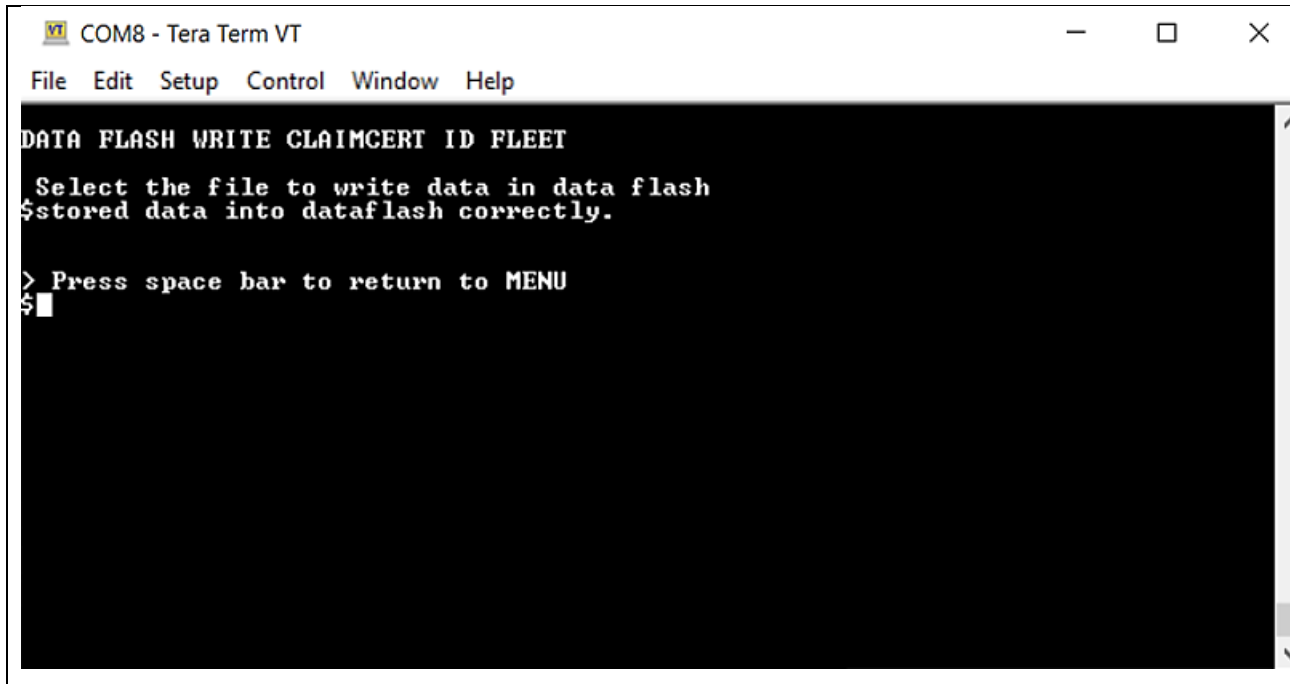 COM8 - Tera Term VT
File Edit Setup Control Window Help
DATA FLASH WRITE CLAIMCERT ID FLEET
Select the file to write data in data flash
$stored data into dataflash correctly.
> Press space bar to return to MENU
$